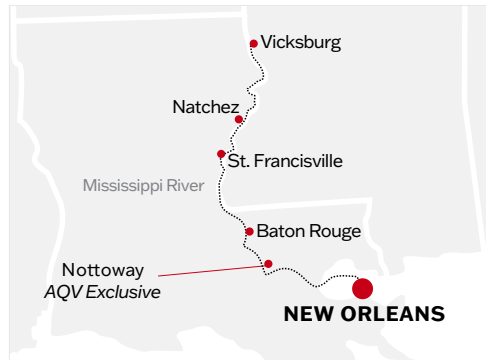 Vicksburg
Natchez
St. Francisville
Mississippi River
Baton Rouge
Nottoway
AQV Exclusive
NEW ORLEANS